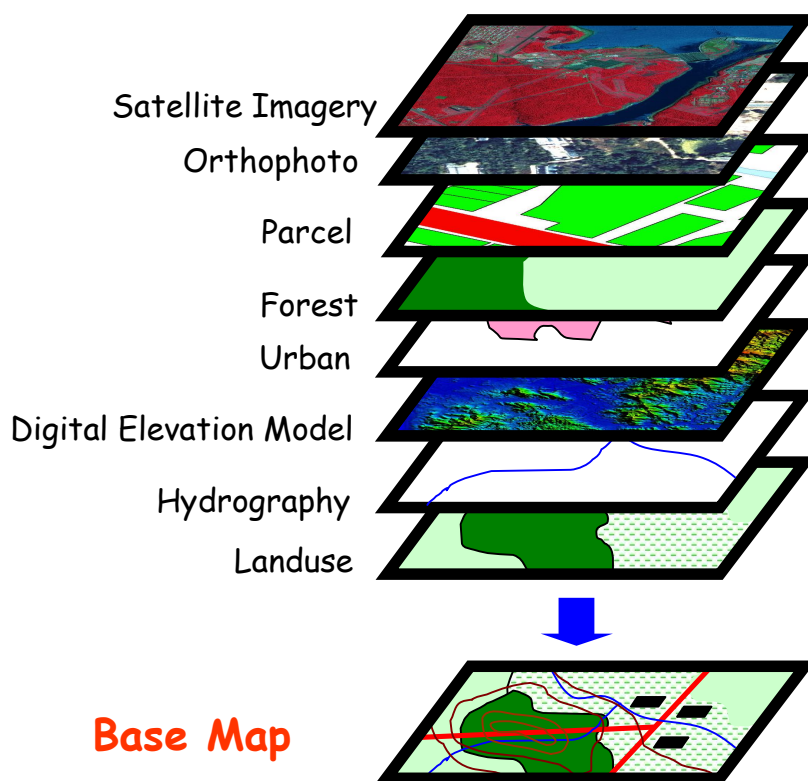 Satellite Imagery
Orthophoto
Parcel
Forest
Urban
Digital Elevation Model
Hydrography
Landuse
Base Map